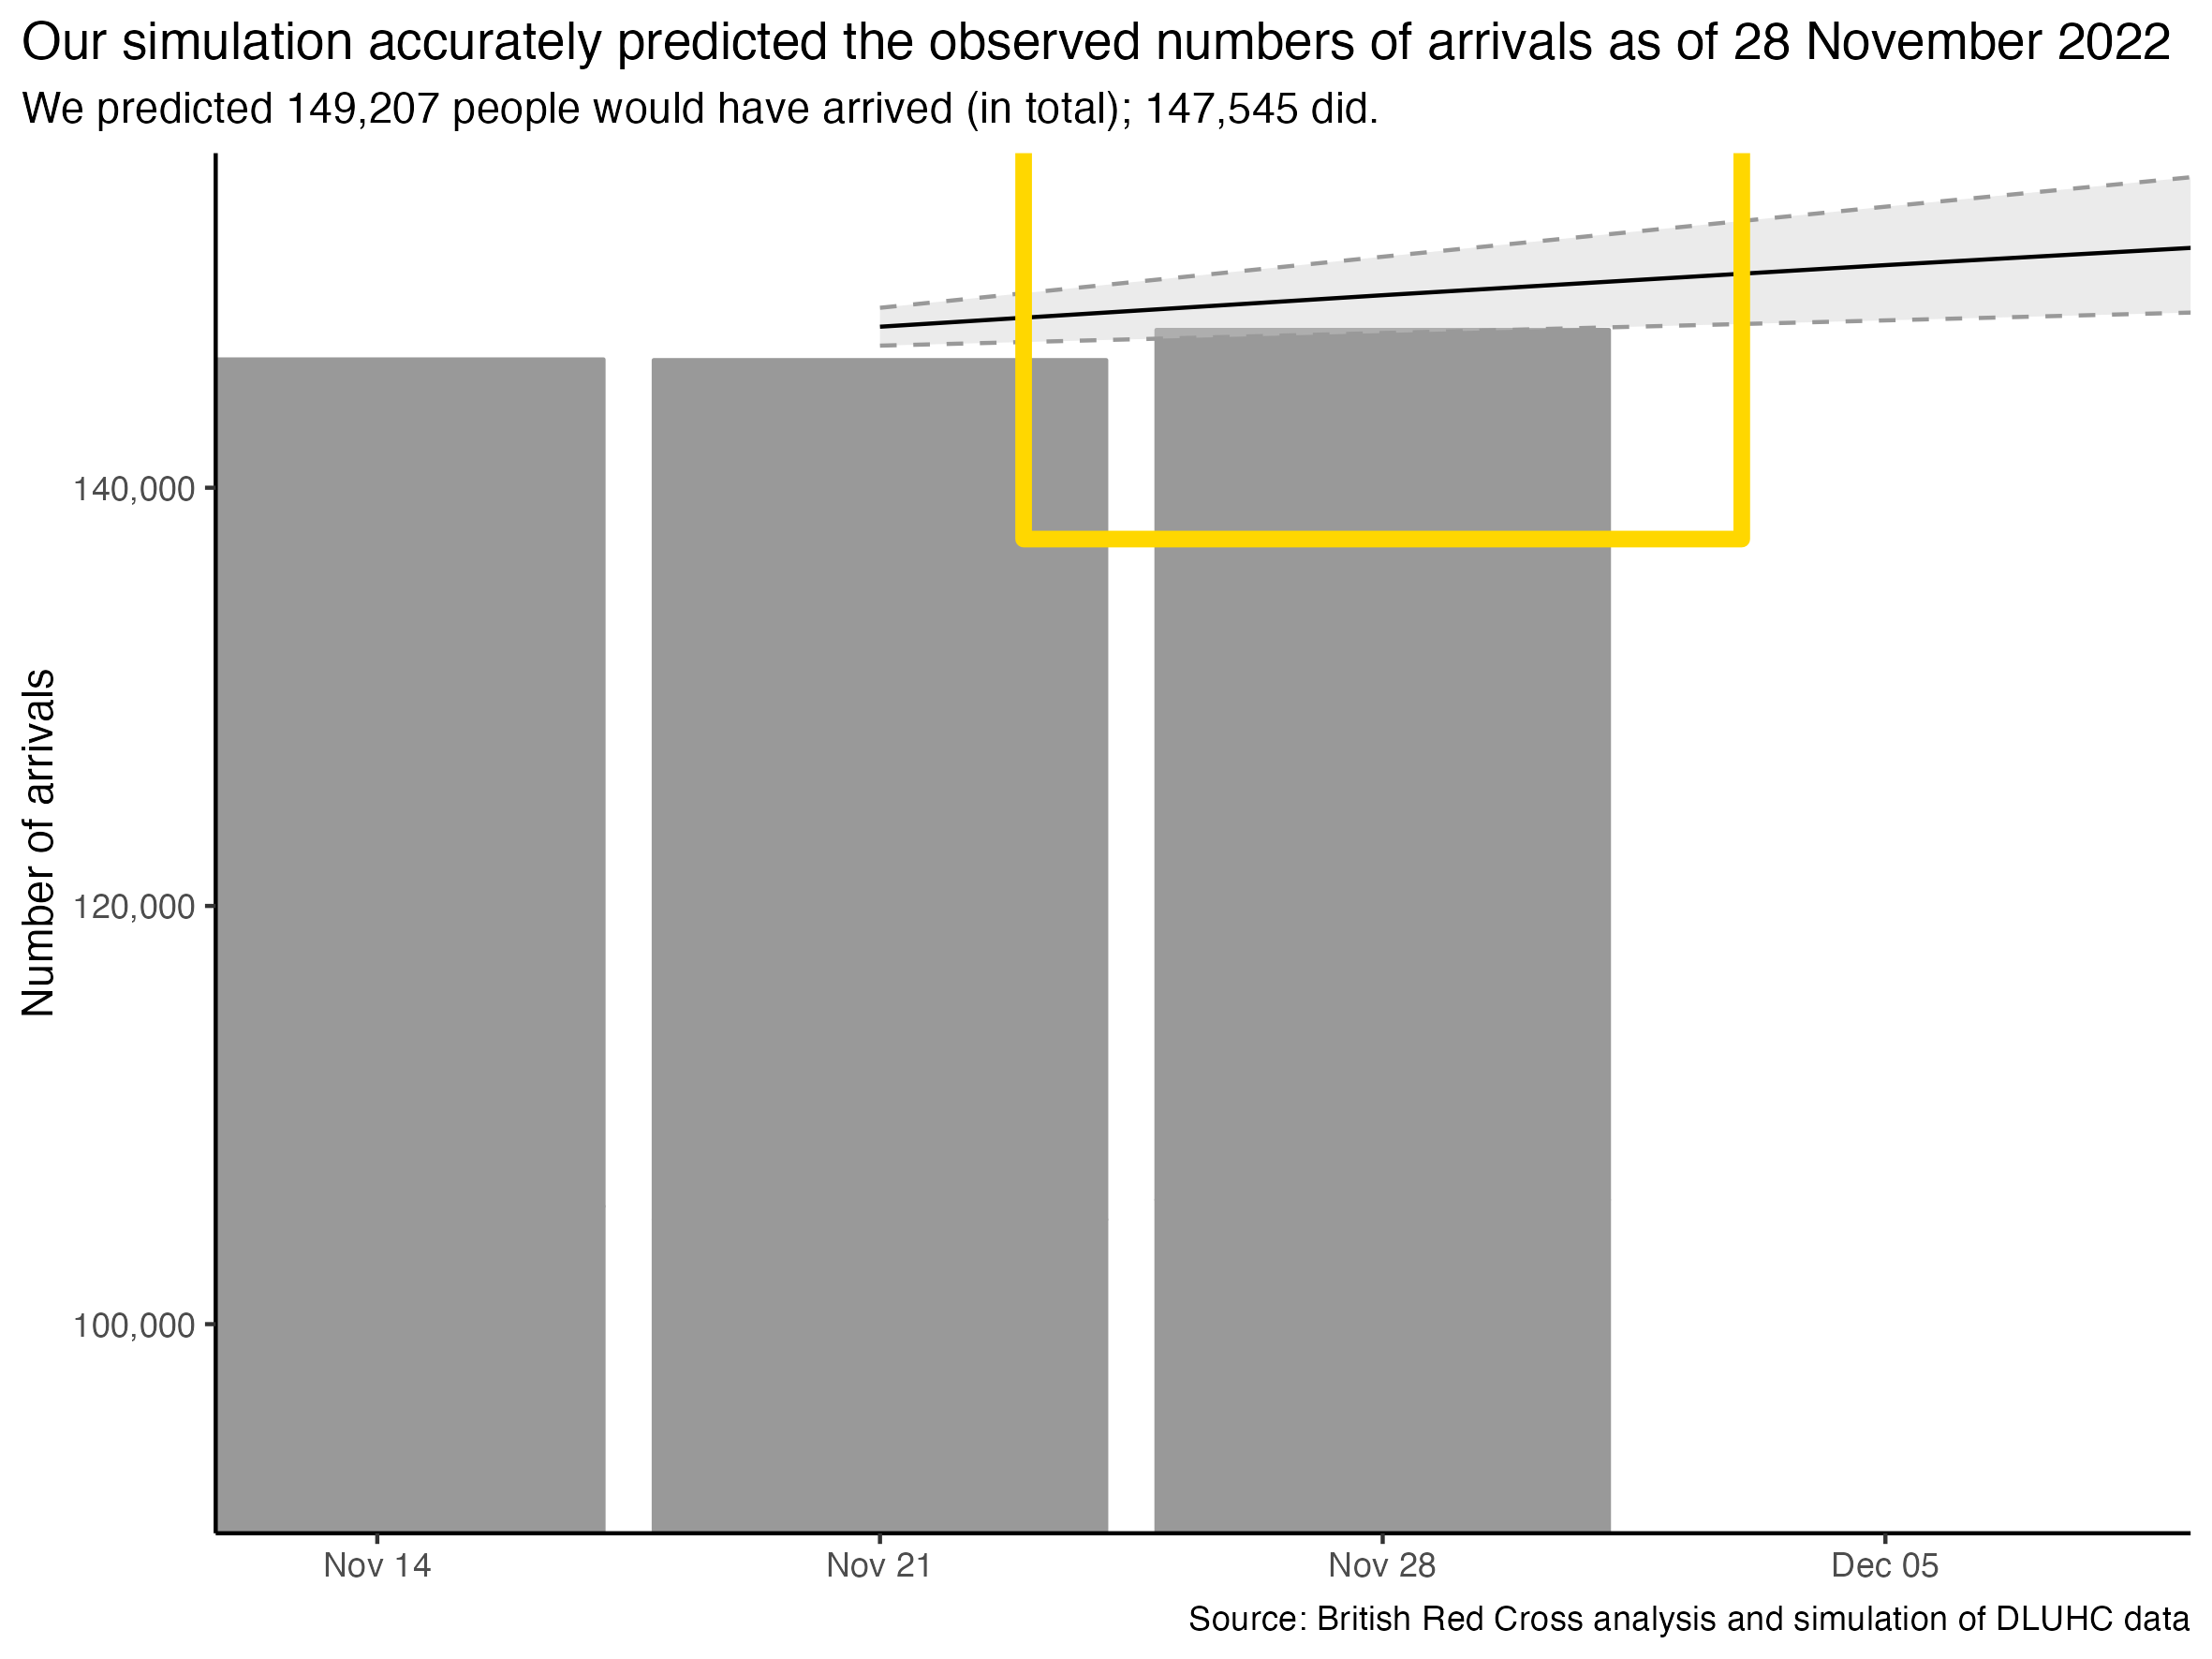 Our simulation accurately predicted the observed numbers of arrivals as of 28 November 2022
We predicted 149,207 people would have arrived (in total); 147,545 did.
Number of arrivals
140,000
120,000
100,000
Nov 14
Nov 21
Nov 28
Dec 05
Source: British Red Cross analysis and simulation of DLUHC data